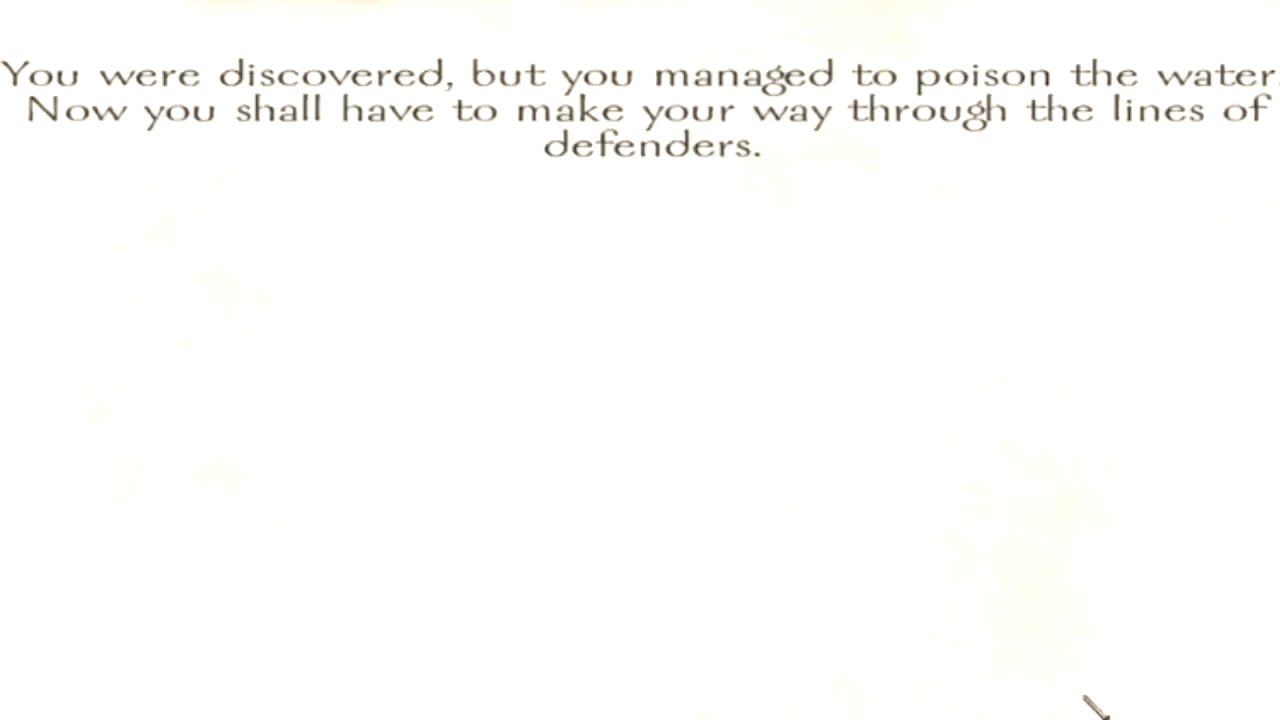 You were discovered, but you managed to poison the water.
Now you shall have to make your way through the lines of
defenders.